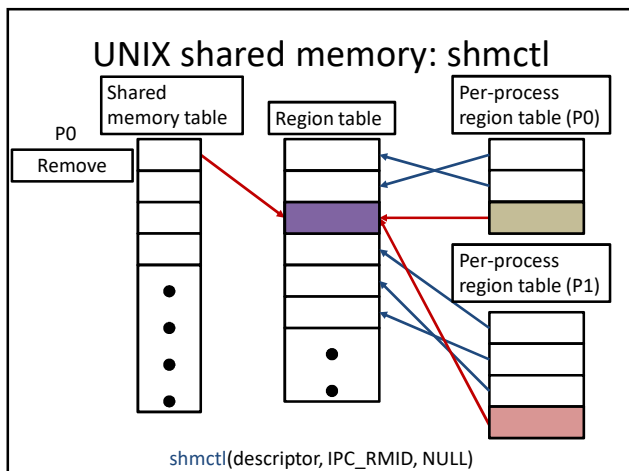 UNIX shared memory: shmctl
Shared
memory table
Region table
Per-process
region table (P0)
P0
Remove
Per-process
region table (P1)
shmctl(descriptor, IPC_RMID, NULL)